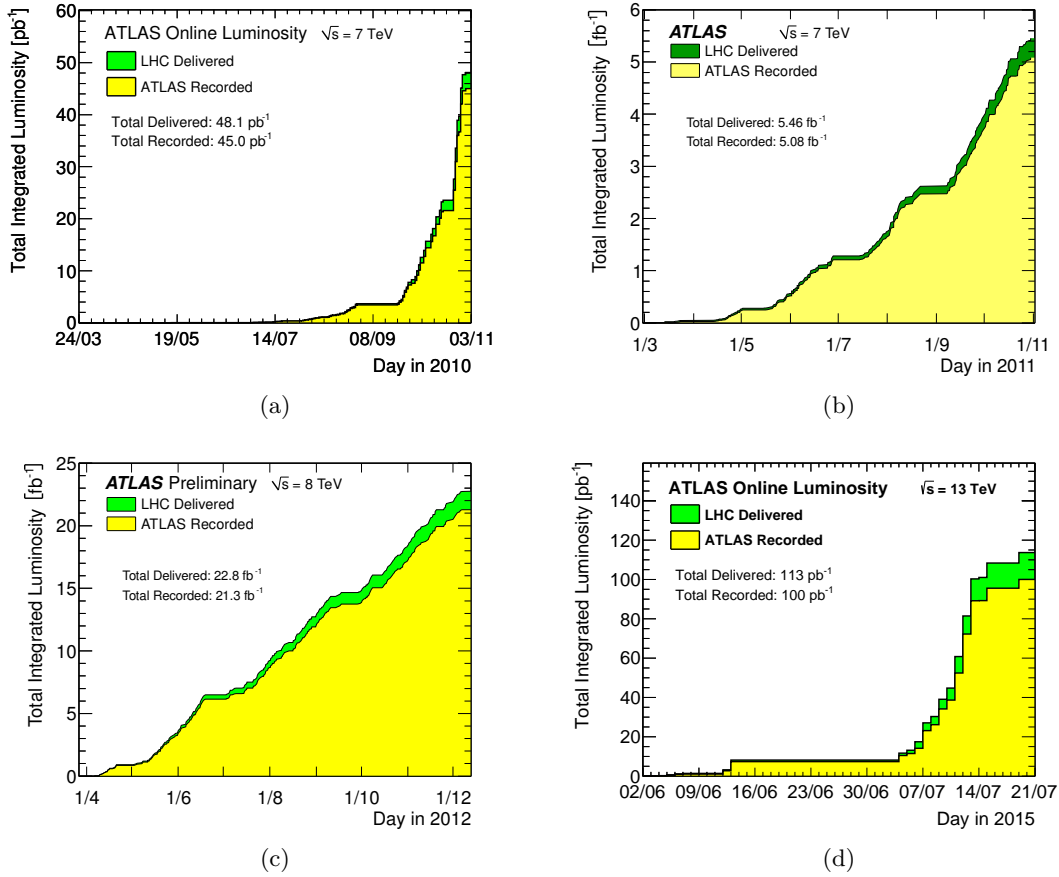 Total Integrated Luminosity [pb⁻¹]
60
50
40
30
20
10
0
ATLAS Online Luminosity √s = 7 TeV
LHC Delivered
ATLAS Recorded
Total Delivered: 48.1 pb⁻¹
Total Recorded: 45.0 pb⁻¹
24/03 19/05 14/07 08/09 03/11
Day in 2010
(a)
Total Integrated Luminosity [fb⁻¹]
6
5
4
3
2
1
0
ATLAS √s = 7 TeV
LHC Delivered
ATLAS Recorded
Total Delivered: 5.46 fb⁻¹
Total Recorded: 5.08 fb⁻¹
1/3 1/5 1/7 1/9 1/11
Day in 2011
(b)
Total Integrated Luminosity [fb⁻¹]
25
20
15
10
5
0
ATLAS Preliminary √s = 8 TeV
LHC Delivered
ATLAS Recorded
Total Delivered: 22.8 fb⁻¹
Total Recorded: 21.3 fb⁻¹
1/4 1/6 1/8 1/10 1/12
Day in 2012
(c)
Total Integrated Luminosity [pb⁻¹]
140
120
100
80
60
40
20
0
ATLAS Online Luminosity √s = 13 TeV
LHC Delivered
ATLAS Recorded
Total Delivered: 113 pb⁻¹
Total Recorded: 100 pb⁻¹
02/06 09/06 16/06 23/06 30/06 07/07 14/07 21/07
Day in 2015
(d)